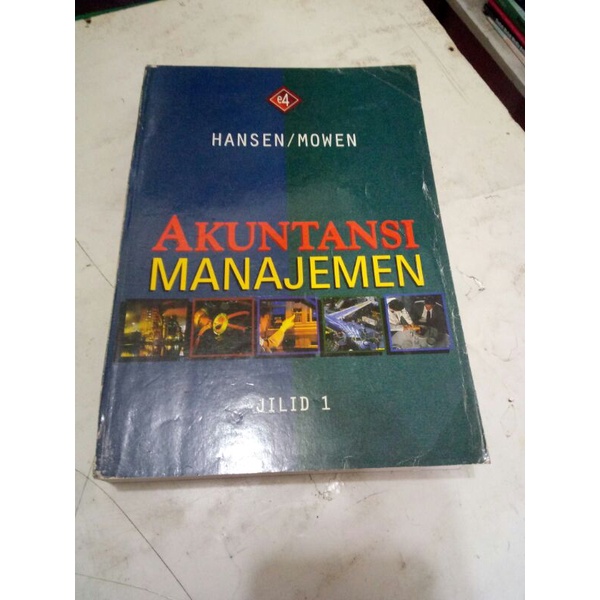 e4
HANSEN/MOWEN
AKUNTANSI
MANAJEMEN
JILID 1